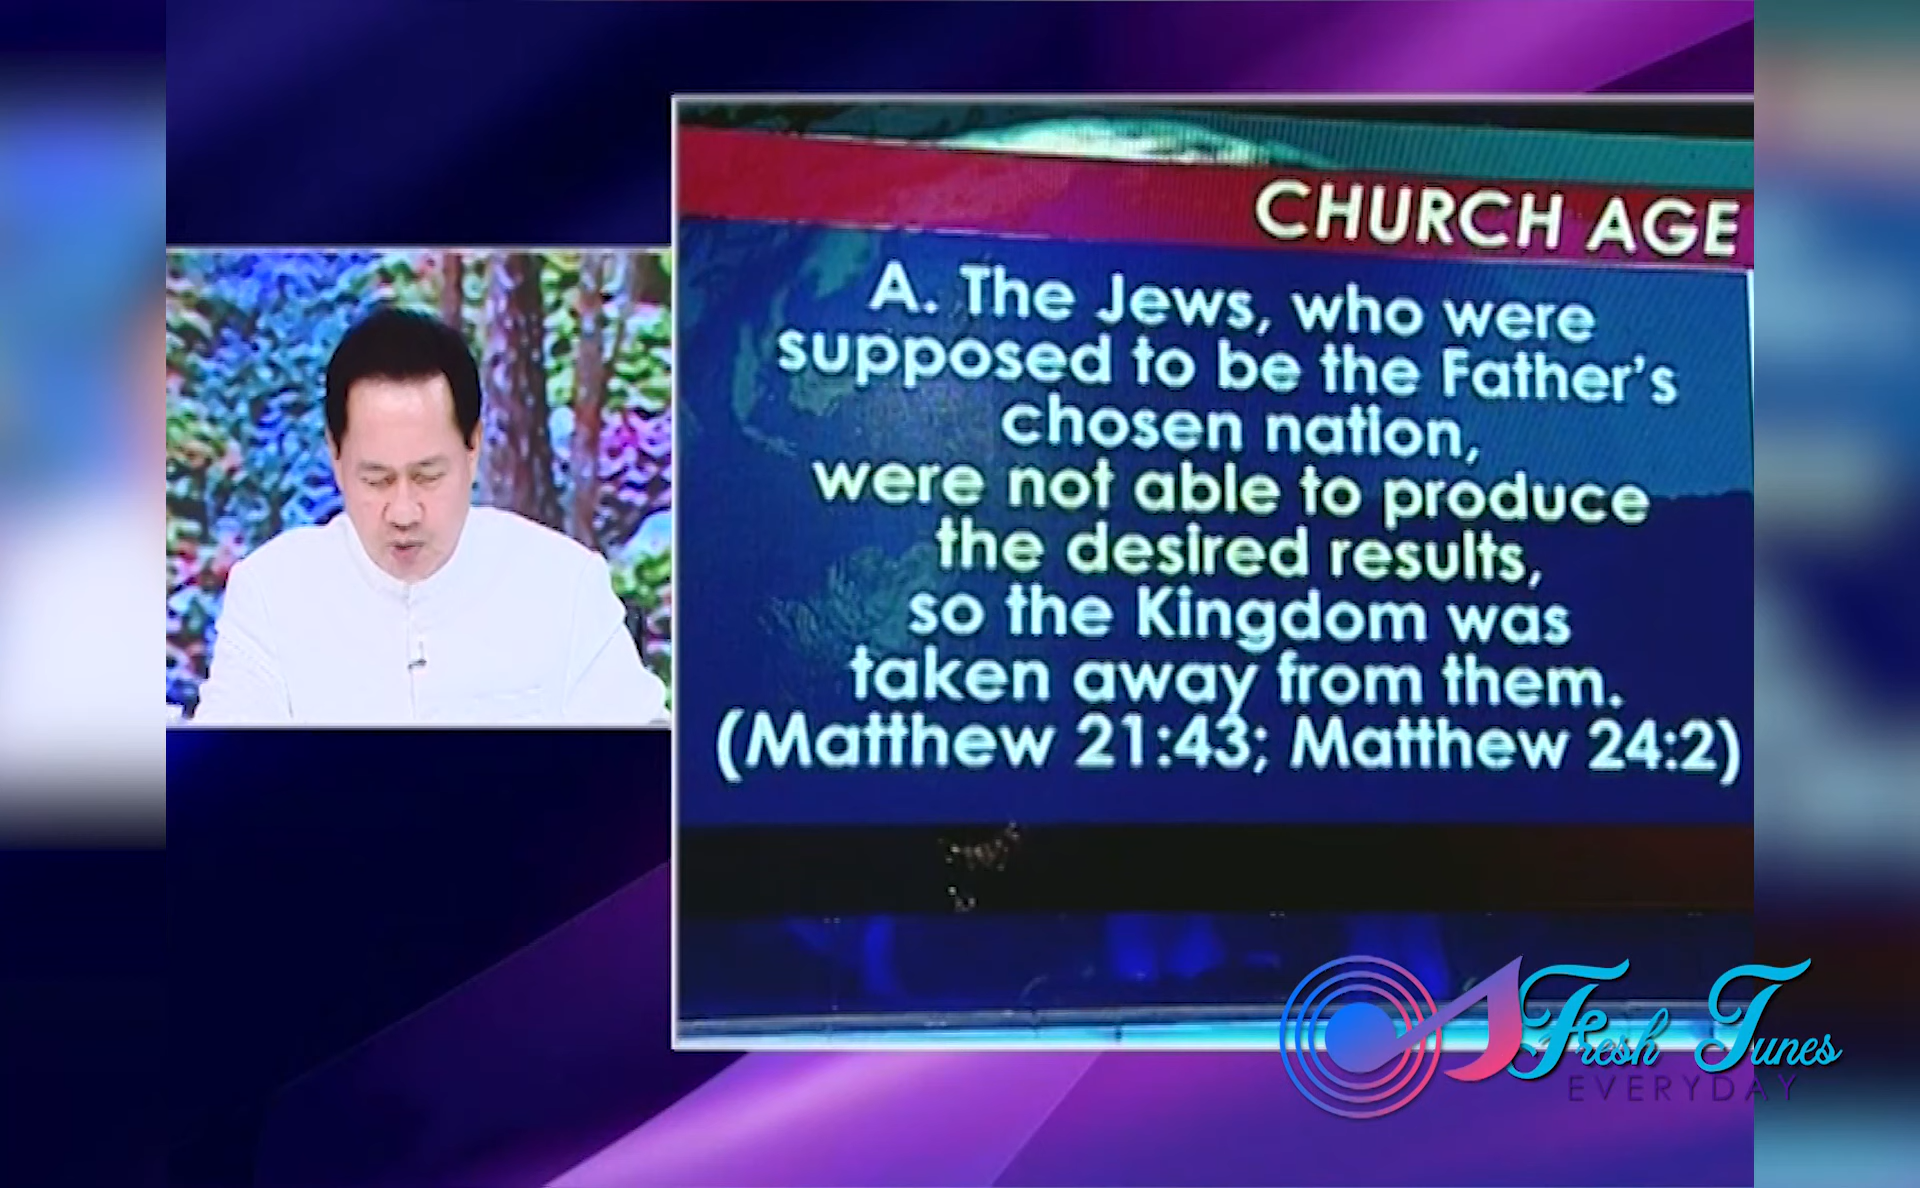 CHURCH AGE
A. The Jews, who were
supposed to be the Father's
chosen nation,
were not able to produce
the desired results,
so the Kingdom was
taken away from them.
(Matthew 21:43; Matthew 24:2)
Fresh Tunes
EVERYDAY